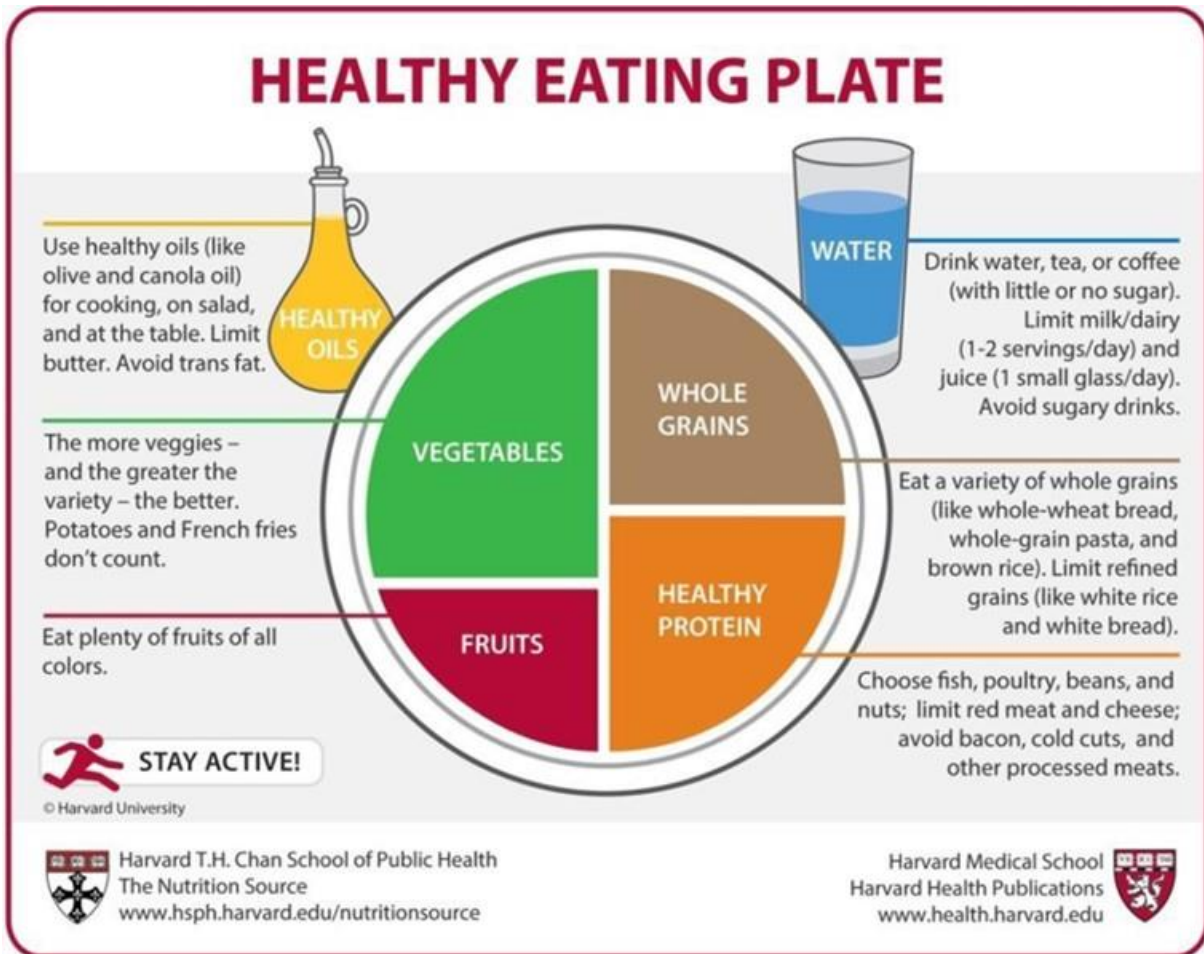 HEALTHY EATING PLATE
Use healthy oils (like
olive and canola oil)
for cooking, on salad,
and at the table. Limit
butter. Avoid trans fat.
HEALTHY
OILS
The more veggies –
and the greater the
variety – the better.
Potatoes and French fries
don't count.
Eat plenty of fruits of all
colors.
STAY ACTIVE!
© Harvard University
VEGETABLES
FRUITS
WHOLE
GRAINS
HEALTHY
PROTEIN
WATER
Drink water, tea, or coffee
(with little or no sugar).
Limit milk/dairy
(1-2 servings/day) and
juice (1 small glass/day).
Avoid sugary drinks.
Eat a variety of whole grains
(like whole-wheat bread,
whole-grain pasta, and
brown rice). Limit refined
grains (like white rice
and white bread).
Choose fish, poultry, beans, and
nuts; limit red meat and cheese;
avoid bacon, cold cuts, and
other processed meats.
Harvard T.H. Chan School of Public Health
The Nutrition Source
www.hsph.harvard.edu/nutritionsource
Harvard Medical School
Harvard Health Publications
www.health.harvard.edu